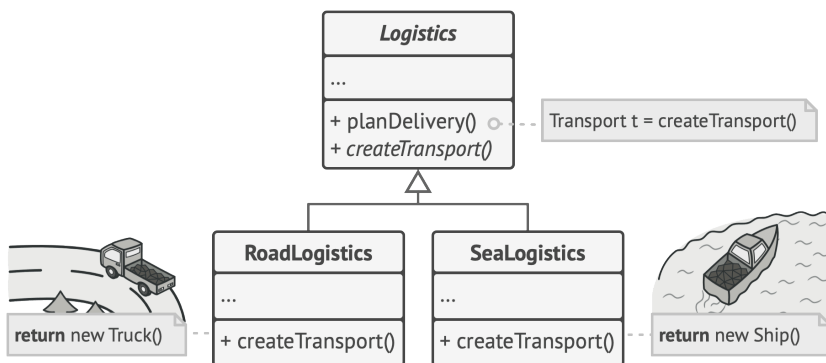 Logistics
...
+ planDelivery()
+ createTransport()
Transport t = createTransport()
RoadLogistics
...
+ createTransport()
SeaLogistics
...
+ createTransport()
return new Truck()
return new Ship()